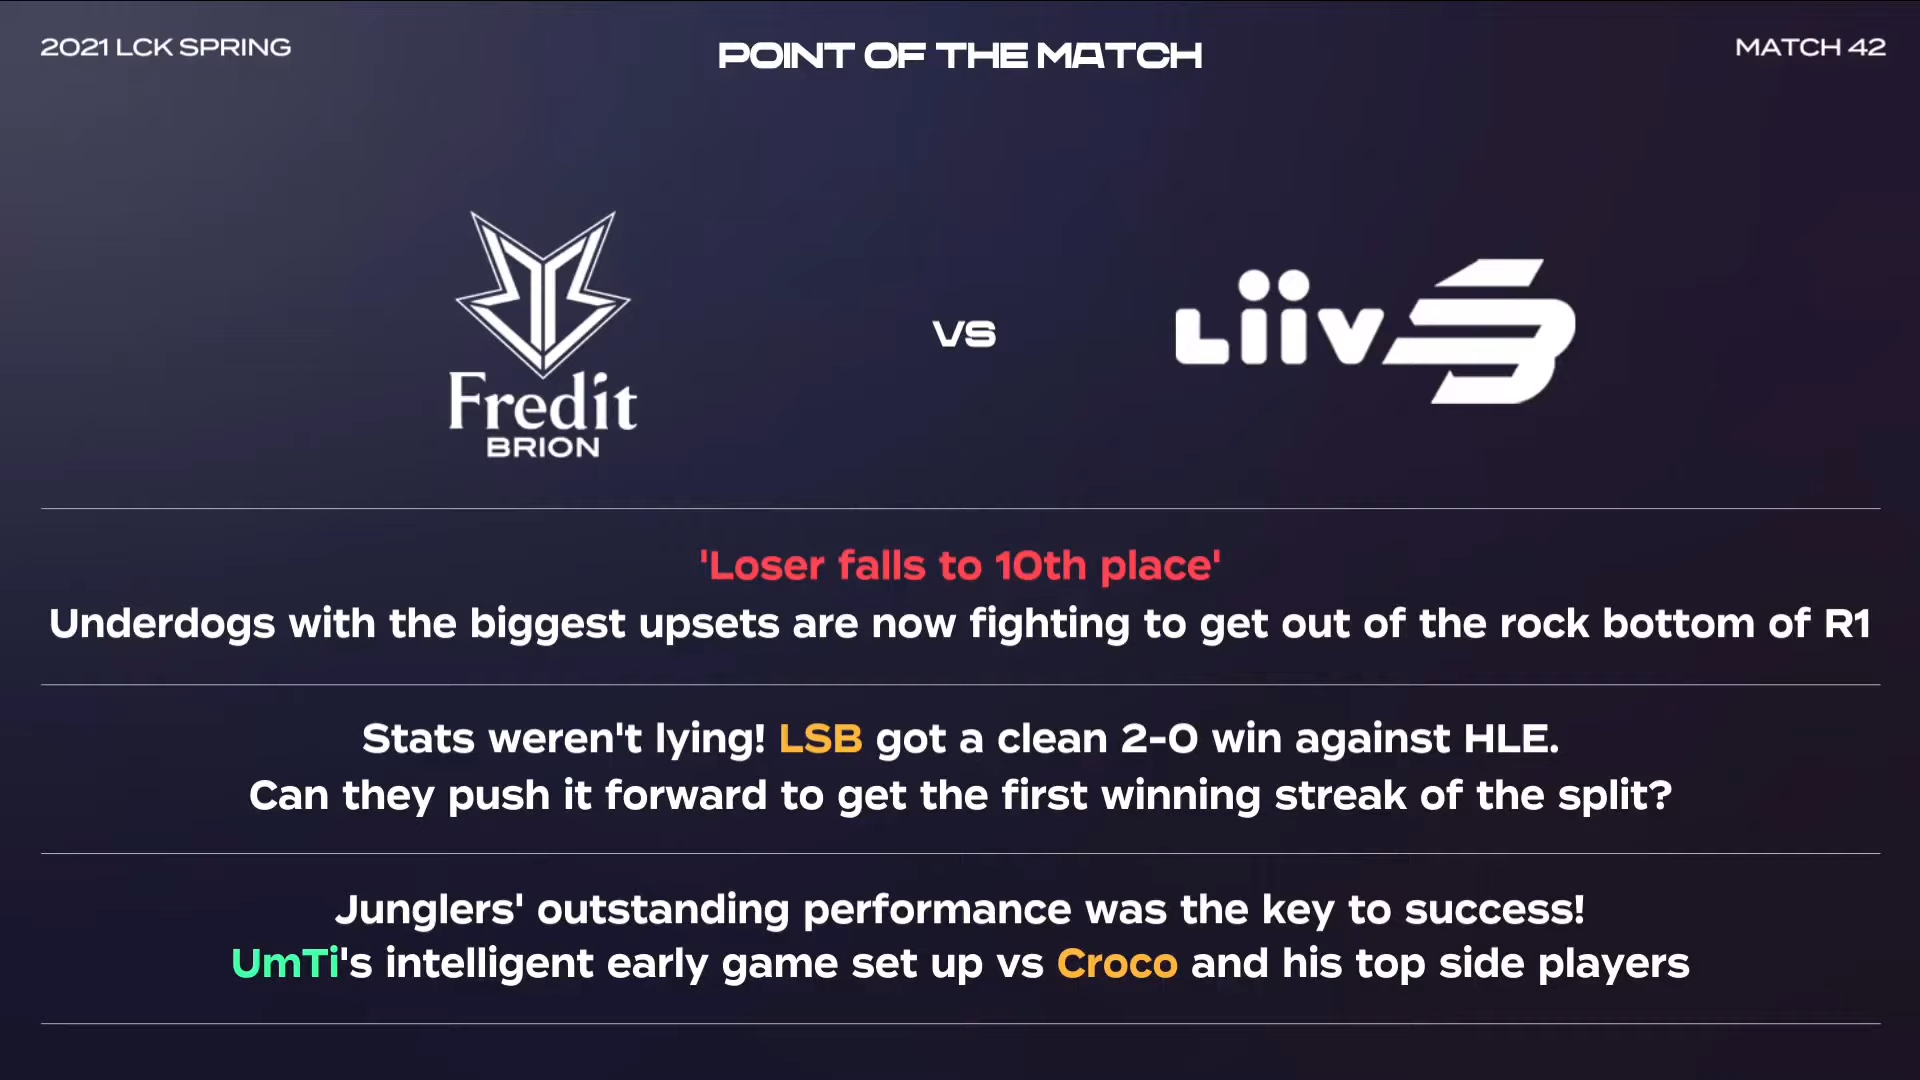 2021 LCK SPRING
POINT OF THE MATCH
MATCH 42
Fredit
BRION
VS
Liiv
'Loser falls to 10th place'
Underdogs with the biggest upsets are now fighting to get out of the rock bottom of R1
Stats weren't lying! LSB got a clean 2-0 win against HLE.
Can they push it forward to get the first winning streak of the split?
Junglers' outstanding performance was the key to success!
UmTi's intelligent early game set up vs Croco and his top side players